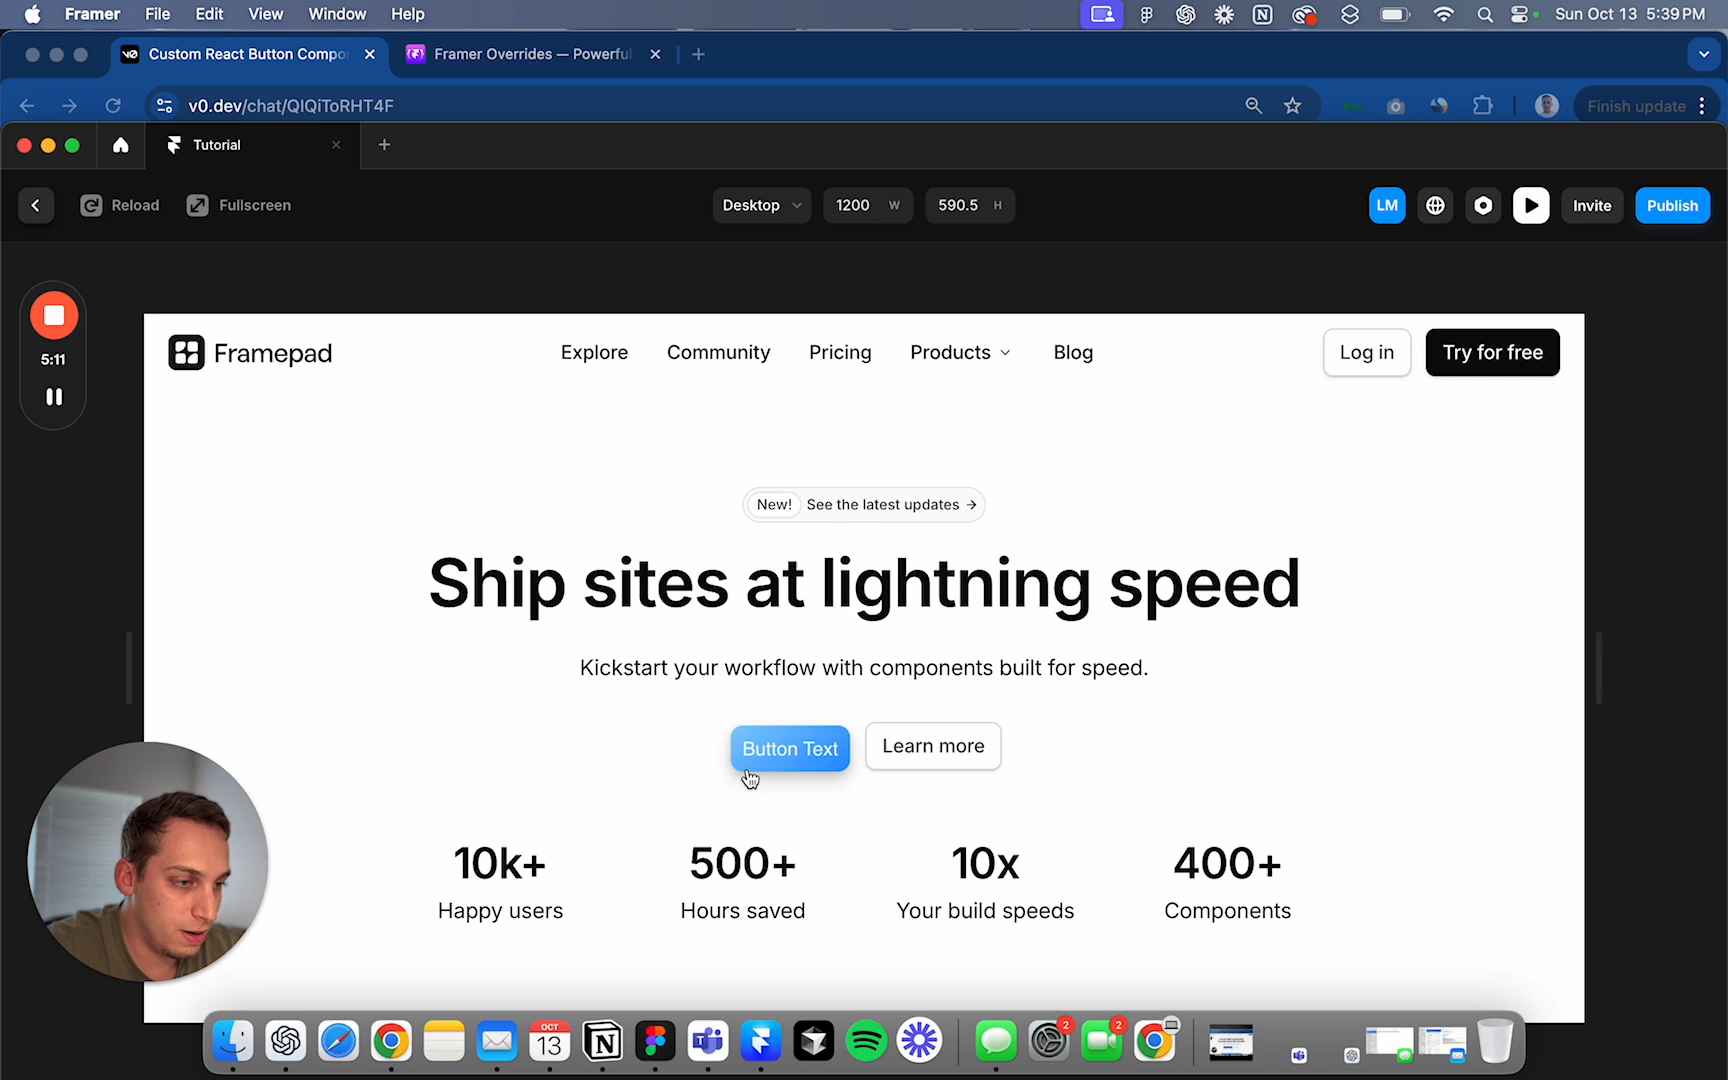 Framer File Edit View Window Help Sun Oct 13 5:39 PM
Custom React Button Compo
Framer Overrides — Powerful
v0.dev/chat/QIQiToRHT4F
Finish update
Tutorial
Reload Fullscreen Desktop 1200 W 590.5 H LM Invite Publish
5:11
Framepad Explore Community Pricing Products Blog Log in Try for free
New! See the latest updates →
Ship sites at lightning speed
Kickstart your workflow with components built for speed.
Button Text Learn more
10k+ 500+ 10x 400+
Happy users Hours saved Your build speeds Components
OCT
13
2
2